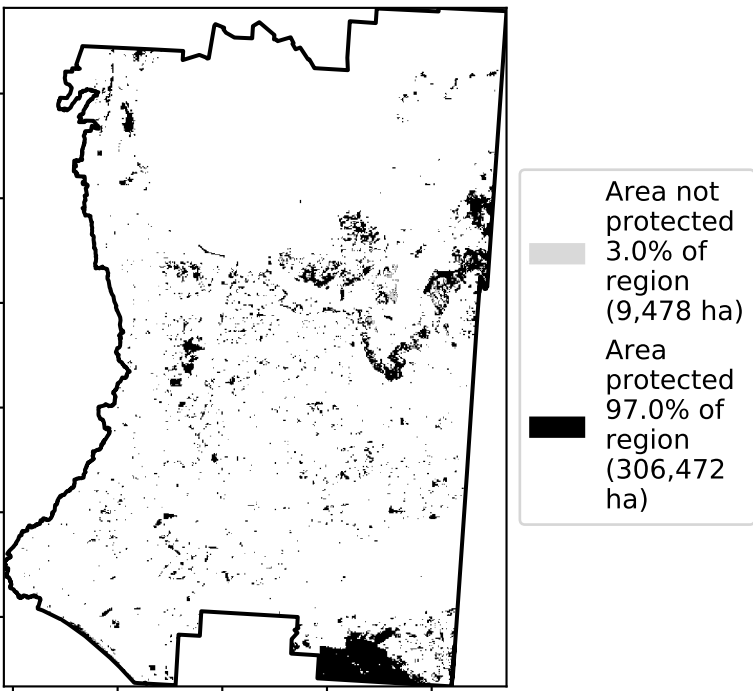 Area not
protected
3.0% of
region
(9,478 ha)
Area
protected
97.0% of
region
(306,472
ha)